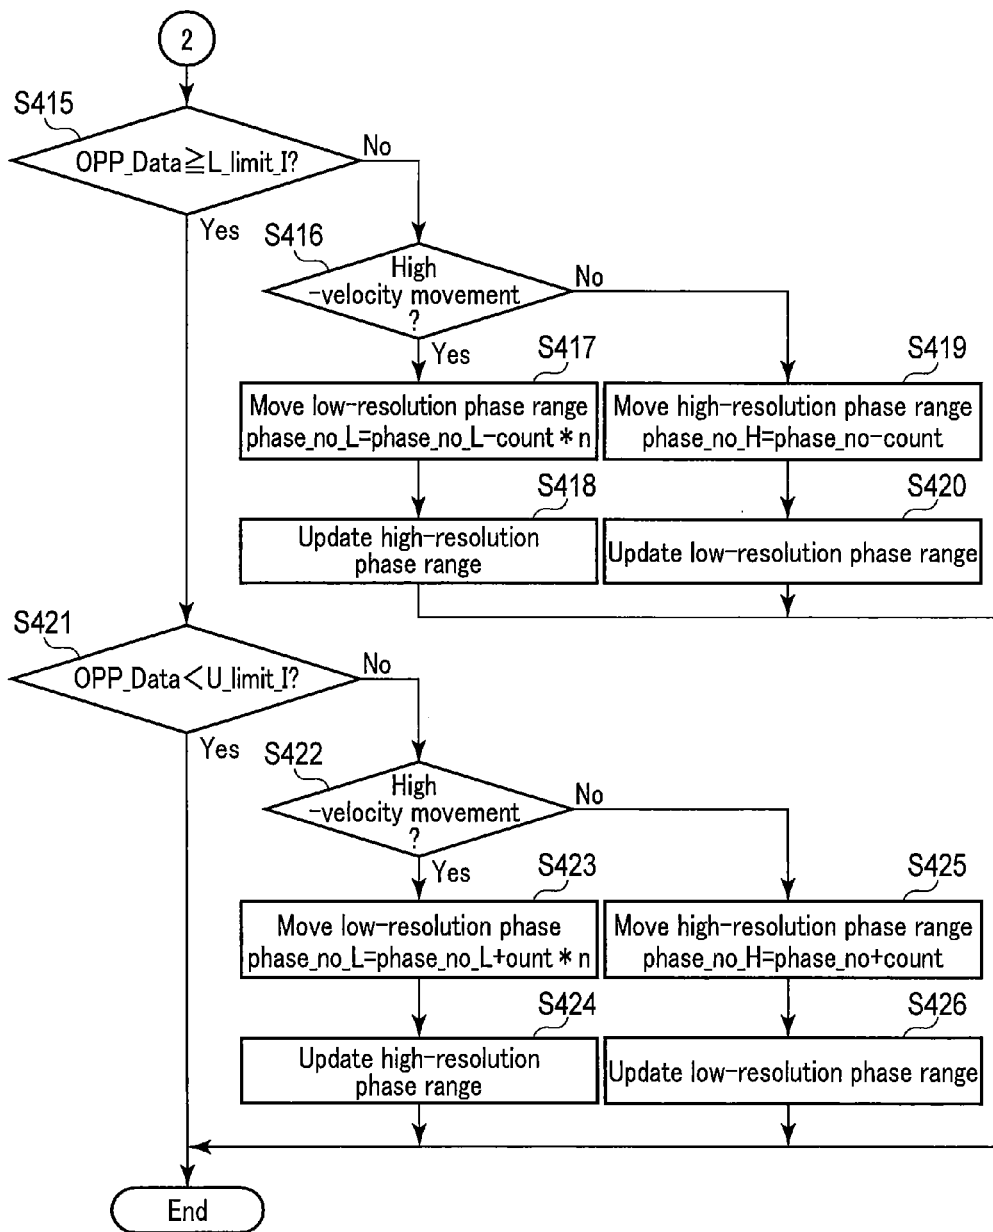 2
S415
OPP_Data≧L_limit_I?
No
Yes
S416
High
-velocity movement
?
No
Yes
S417
Move low-resolution phase range
phase_no_L=phase_no_L-count*n
S419
Move high-resolution phase range
phase_no_H=phase_no-count
S418
Update high-resolution
phase range
S420
Update low-resolution phase range
S421
OPP_Data<U_limit_I?
No
Yes
S422
High
-velocity movement
?
No
Yes
S423
Move low-resolution phase
phase_no_L=phase_no_L+ount*n
S425
Move high-resolution phase range
phase_no_H=phase_no+count
S424
Update high-resolution
phase range
S426
Update low-resolution phase range
End